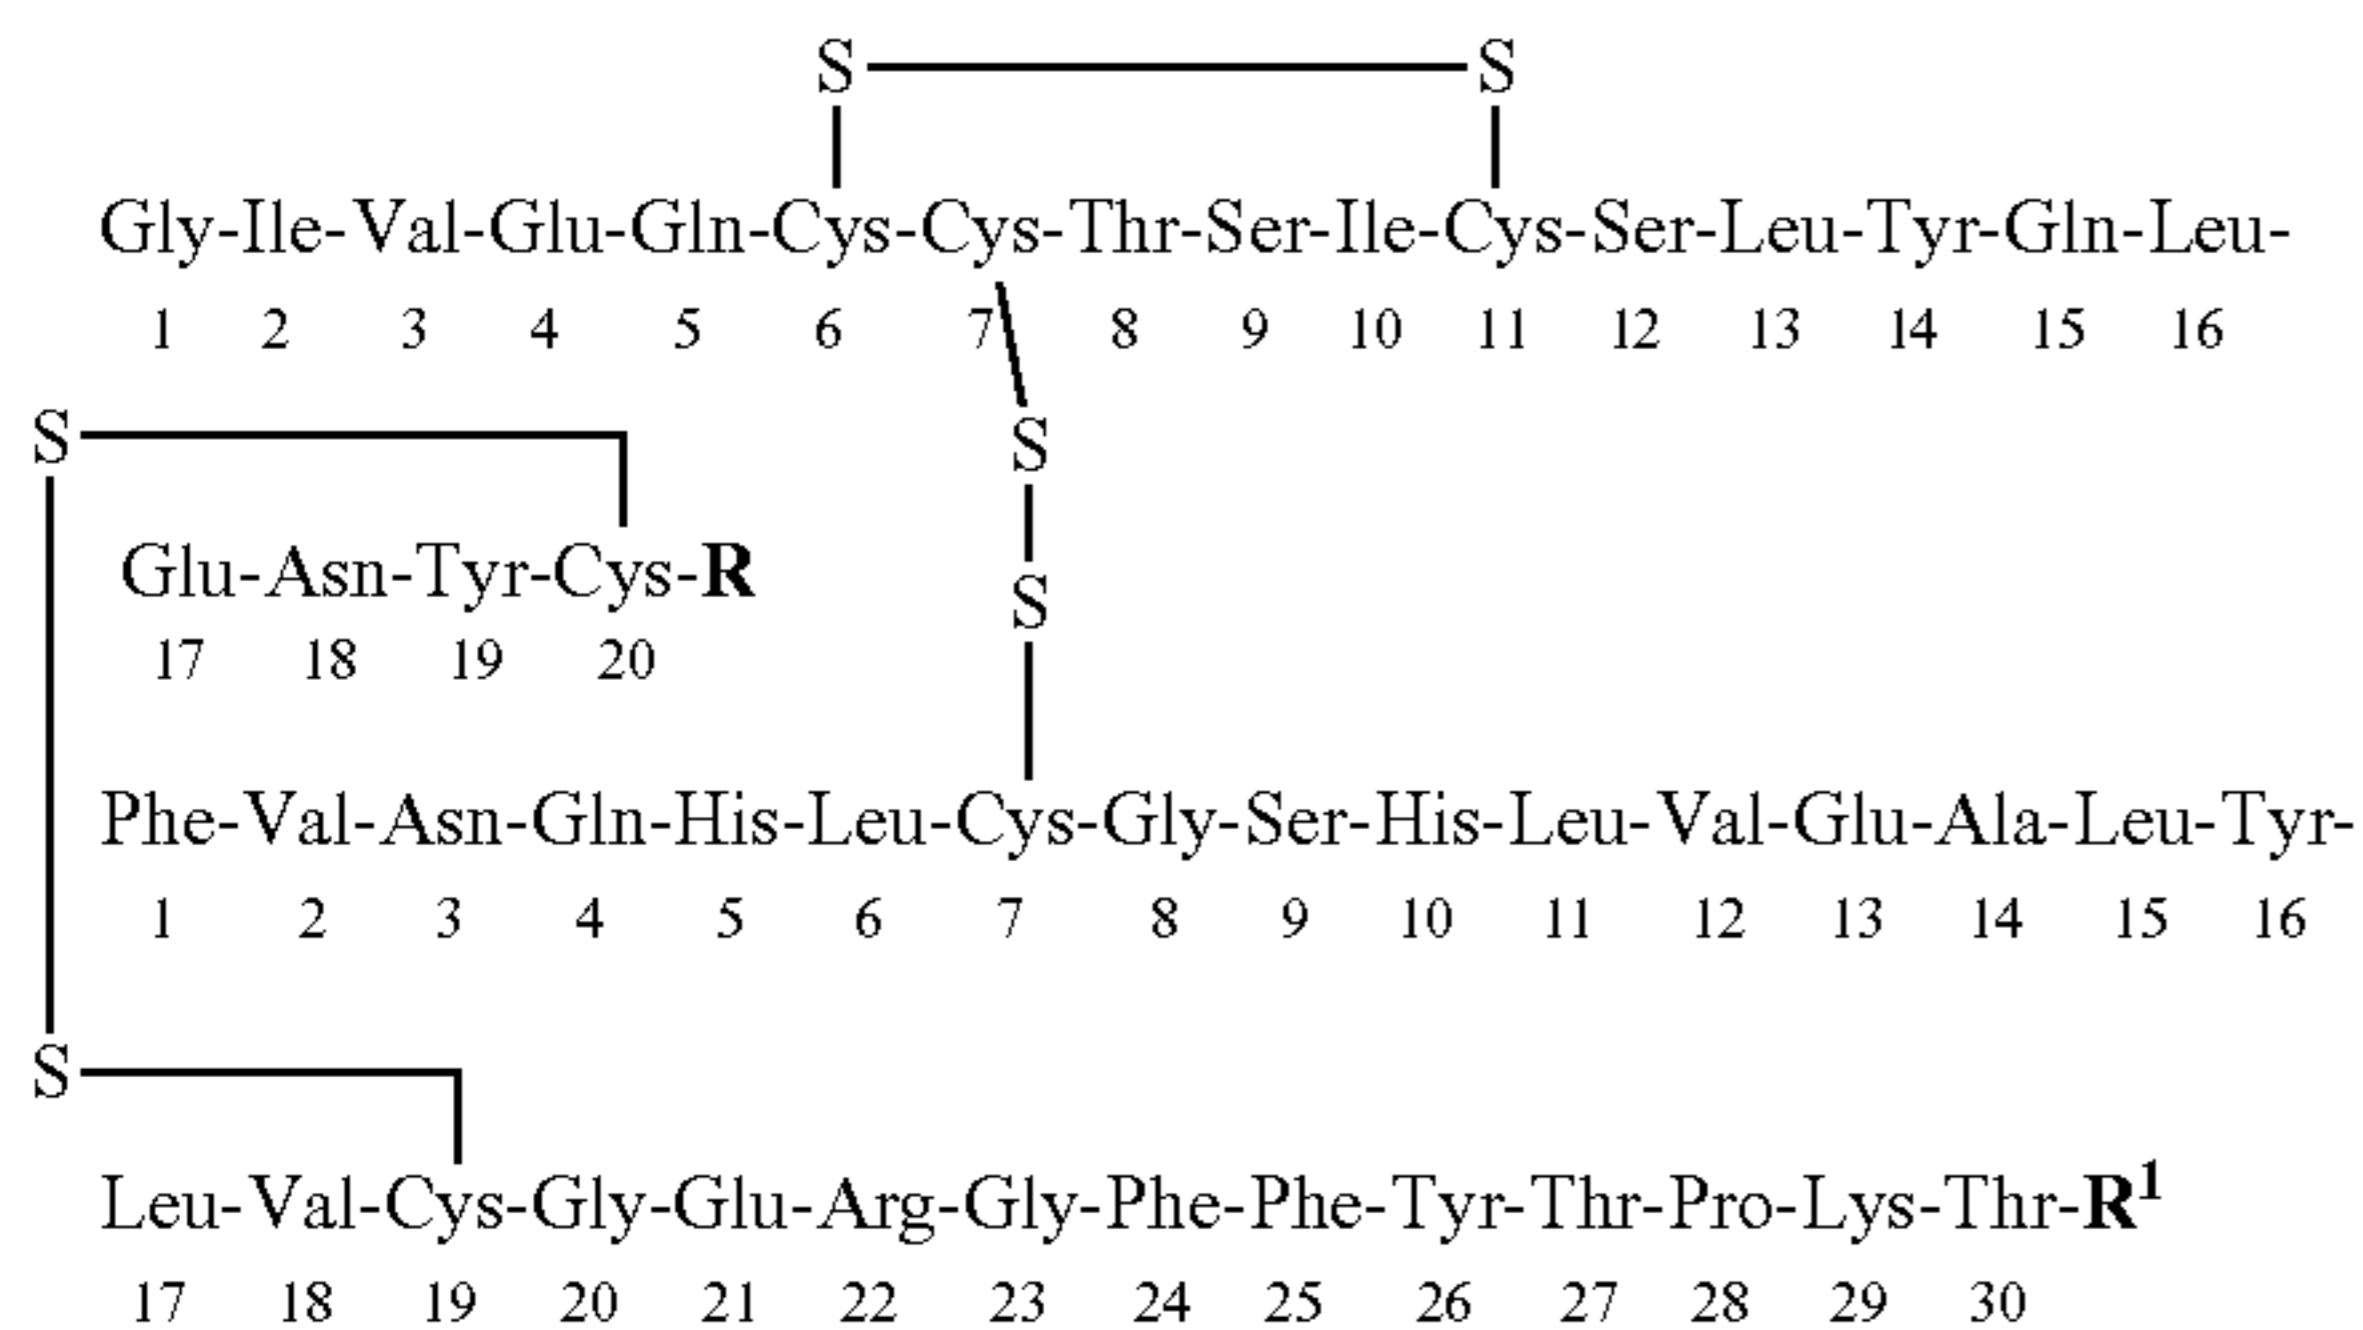 S S
Gly-Ile-Val-Glu-Gln-Cys-Cys-Thr-Ser-Ile-Cys-Ser-Leu-Tyr-Gln-Leu-
1 2 3 4 5 6 7 8 9 10 11 12 13 14 15 16
S S
Glu-Asn-Tyr-Cys-R S
17 18 19 20
Phe-Val-Asn-Gln-His-Leu-Cys-Gly-Ser-His-Leu-Val-Glu-Ala-Leu-Tyr-
1 2 3 4 5 6 7 8 9 10 11 12 13 14 15 16
S
Leu-Val-Cys-Gly-Glu-Arg-Gly-Phe-Phe-Tyr-Thr-Pro-Lys-Thr-R¹
17 18 19 20 21 22 23 24 25 26 27 28 29 30